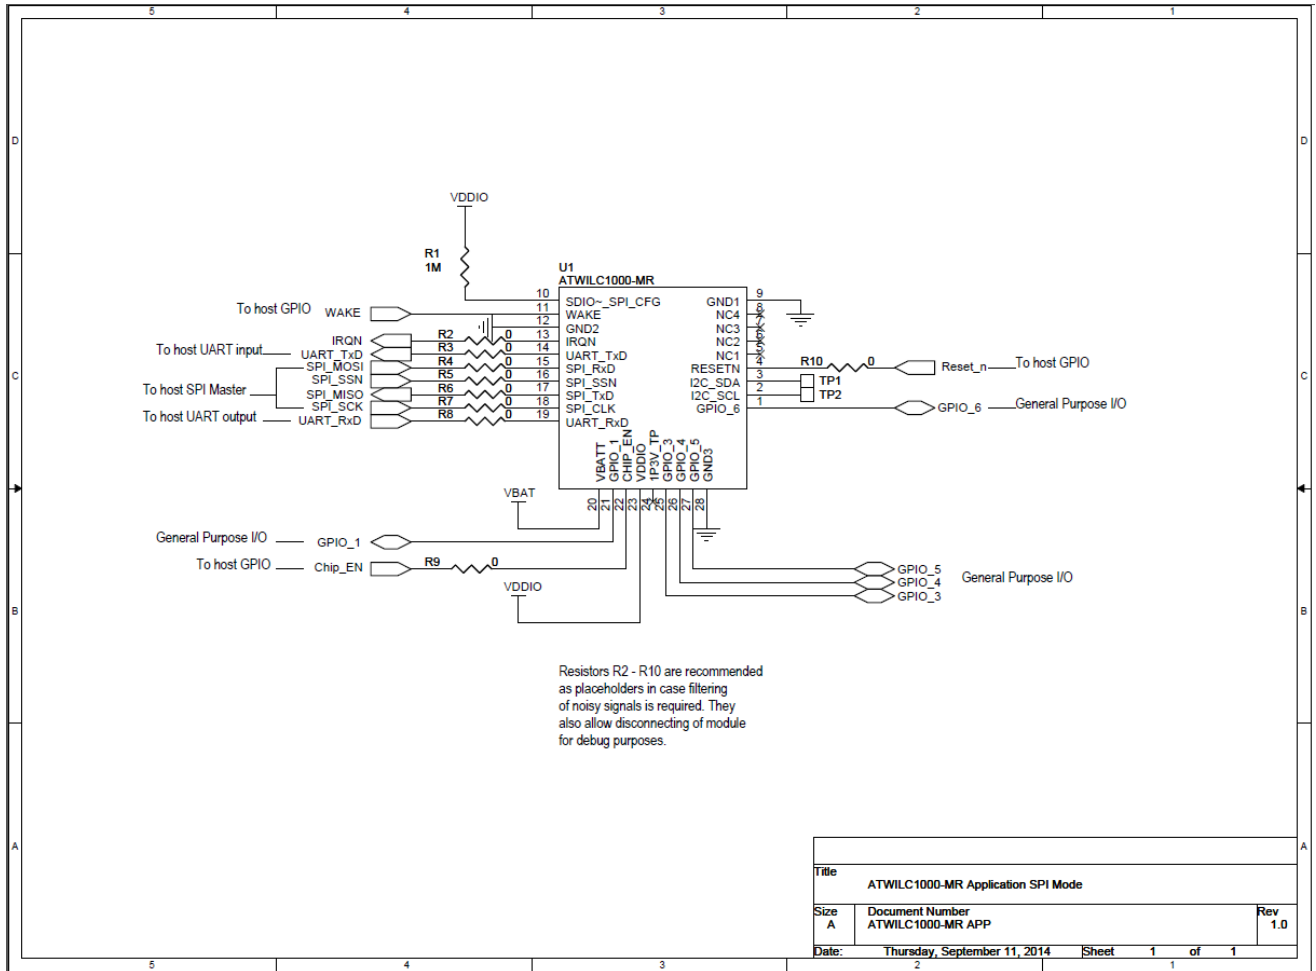 5 4 3 2 1
D D
VDDIO
R1
1M
U1
ATWILC1000-MR
To host GPIO WAKE
10 SDIO~_SPI_CFG
11 WAKE
12 GND2
IRQN R2 0 13 IRQN
To host UART input UART_TxD R3 0 14 UART_TxD
SPI_MOSI R4 0 15 SPI_RxD
SPI_SSN R5 0 16 SPI_SSN
To host SPI Master
SPI_MISO R6 0 17 SPI_TxD
SPI_SCK R7 0 18 SPI_CLK
To host UART output UART_RxD R8 0 19 UART_RxD
GND1 9
NC4 8
NC3
NC2
NC1
RESETN 4 R10 0 Reset_n To host GPIO
I2C_SDA 3 TP1
I2C_SCL 2 TP2
GPIO_6 1 GPIO_6 General Purpose I/O
C C
VBATT GPIO_1 CHIP_EN VDDIO 1P3V_TP GPIO_3 GPIO_4 GPIO_5 GND3
20 21 22 23 24 25 26 27 28
VBAT
General Purpose I/O GPIO_1
To host GPIO Chip_EN R9 0
VDDIO
GPIO_5
GPIO_4 General Purpose I/O
GPIO_3
B B
Resistors R2 - R10 are recommended
as placeholders in case filtering
of noisy signals is required. They
also allow disconnecting of module
for debug purposes.
A A
Title
ATWILC1000-MR Application SPI Mode
Size Document Number Rev
A ATWILC1000-MR APP 1.0
Date: Thursday, September 11, 2014 Sheet 1 of 1
5 4 3 2 1